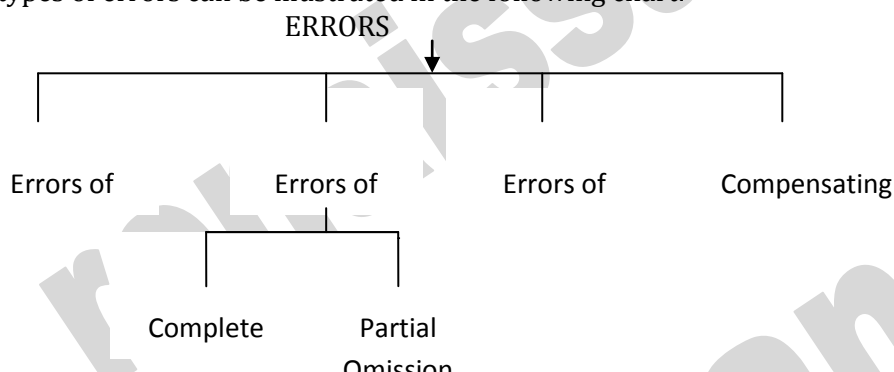 types of errors can be illustrated in the following chart.
ERRORS
Errors of Errors of Errors of Compensating
Complete Partial
Omission